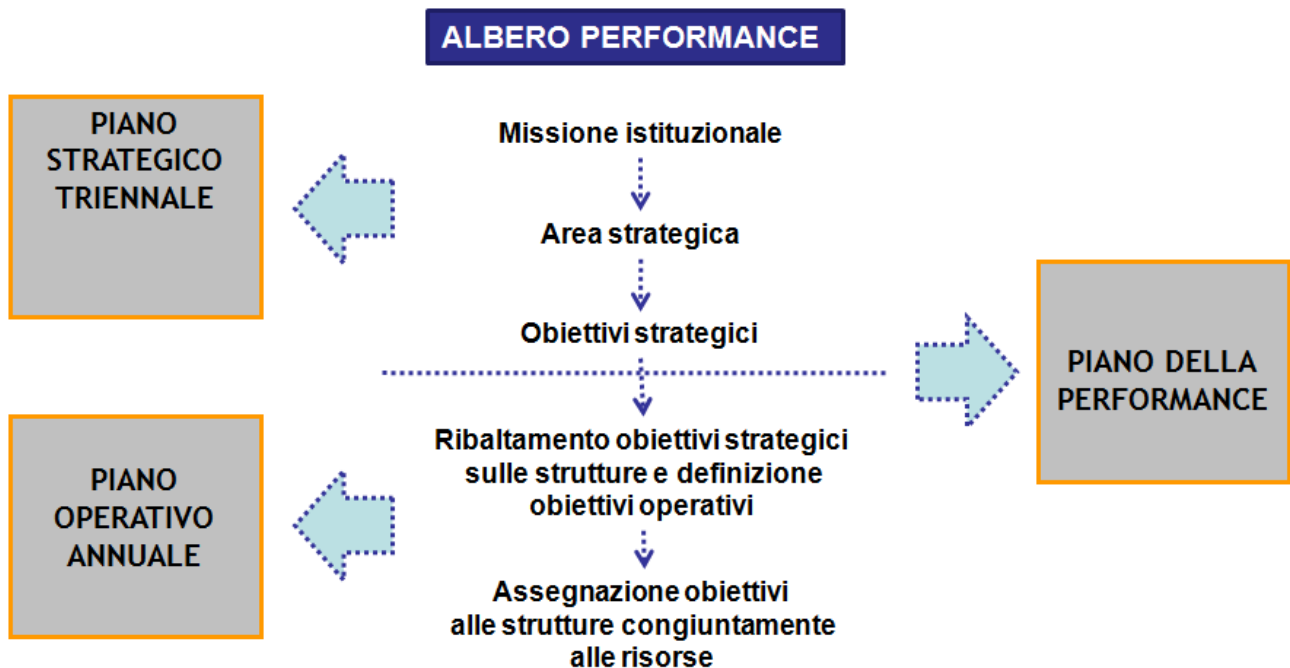 ALBERO PERFORMANCE
PIANO
STRATEGICO
TRIENNALE
Missione istituzionale
Area strategica
Obiettivi strategici
PIANO DELLA
PERFORMANCE
Ribaltamento obiettivi strategici
sulle strutture e definizione
obiettivi operativi
PIANO
OPERATIVO
ANNUALE
Assegnazione obiettivi
alle strutture congiuntamente
alle risorse